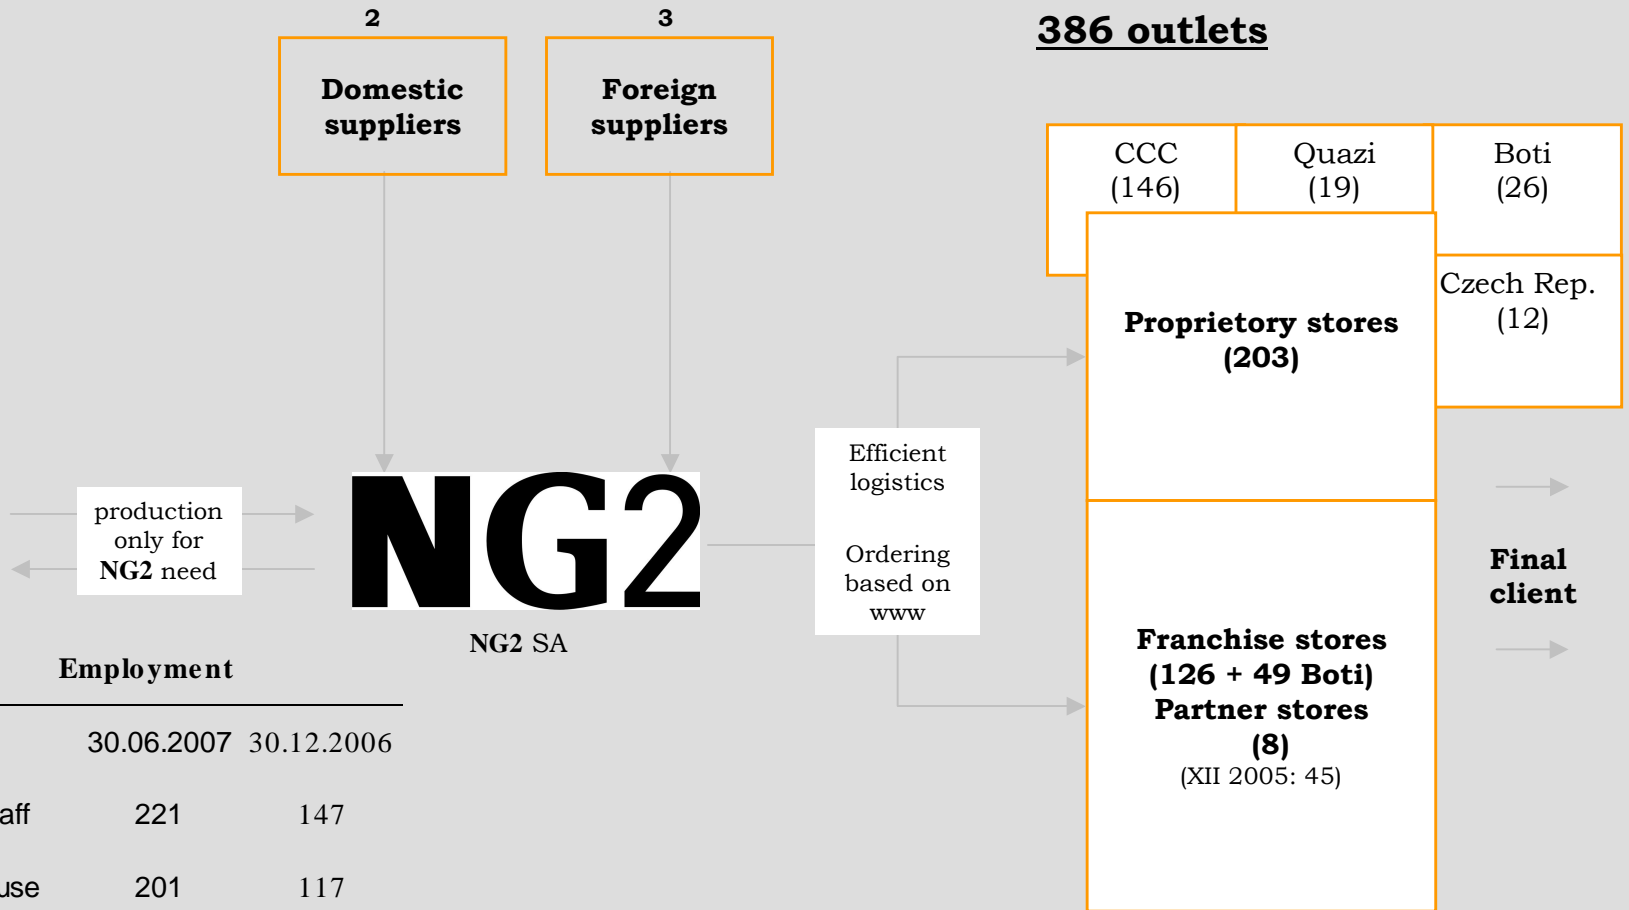 2
3
386 outlets
Domestic
suppliers
Foreign
suppliers
CCC
(146)
Quazi
(19)
Boti
(26)
Czech Rep.
(12)
Proprietory stores
(203)
Efficient
logistics
Ordering
based on
www
production
only for
NG2 need
NG2
NG2 SA
Final
client
Franchise stores
(126 + 49 Boti)
Partner stores
(8)
(XII 2005: 45)
Employment
30.06.2007 30.12.2006
221 147
201 117